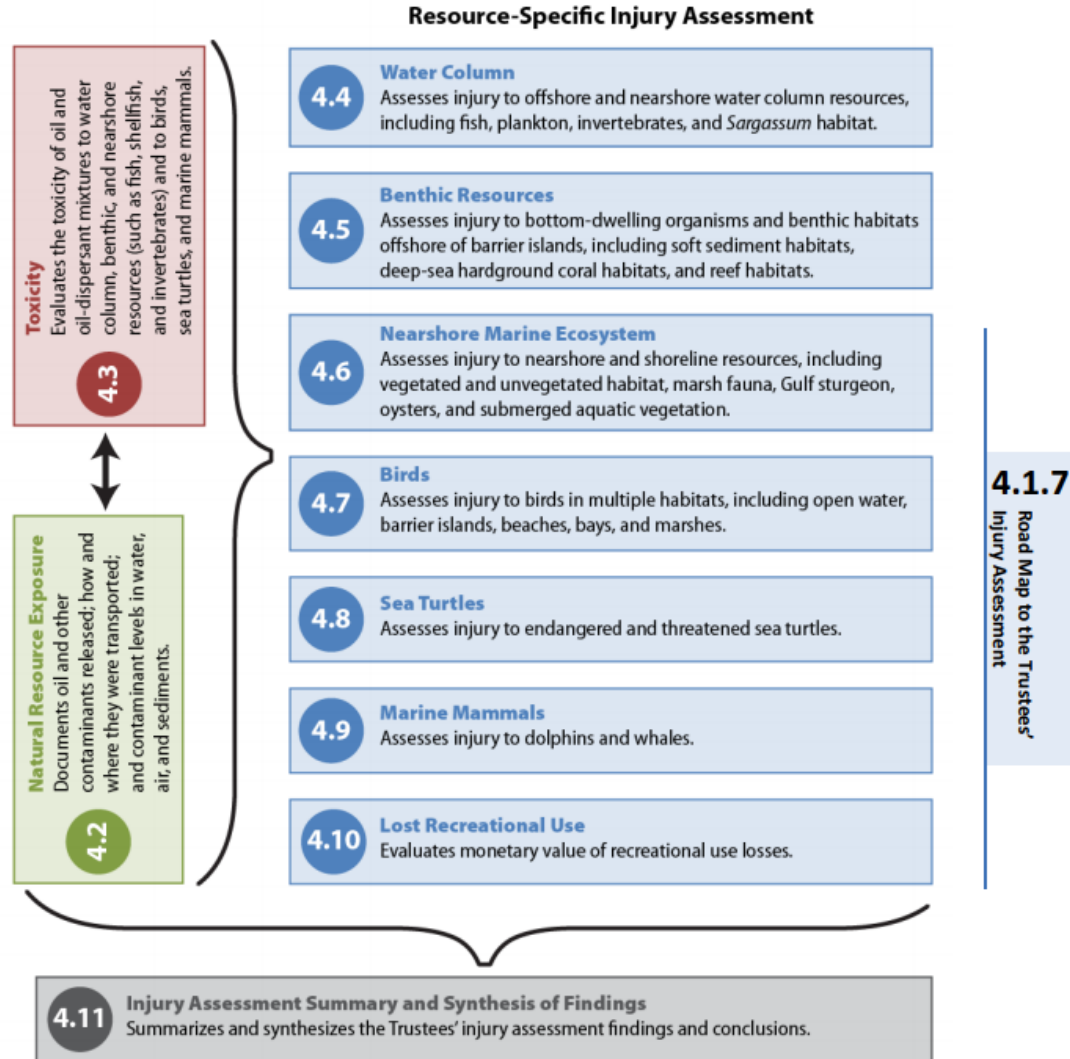 Resource-Specific Injury Assessment
4.3
Toxicity
Evaluates the toxicity of oil and
oil-dispersant mixtures to water
column, benthic, and nearshore
resources (such as fish, shellfish,
and invertebrates) and to birds,
sea turtles, and marine mammals.
4.2
Natural Resource Exposure
Documents oil and other
contaminants released; how and
where they were transported;
and contaminant levels in water,
air, and sediments.
4.4
Water Column
Assesses injury to offshore and nearshore water column resources,
including fish, plankton, invertebrates, and Sargassum habitat.
4.5
Benthic Resources
Assesses injury to bottom-dwelling organisms and benthic habitats
offshore of barrier islands, including soft sediment habitats,
deep-sea hardground coral habitats, and reef habitats.
4.6
Nearshore Marine Ecosystem
Assesses injury to nearshore and shoreline resources, including
vegetated and unvegetated habitat, marsh fauna, Gulf sturgeon,
oysters, and submerged aquatic vegetation.
4.7
Birds
Assesses injury to birds in multiple habitats, including open water,
barrier islands, beaches, bays, and marshes.
4.8
Sea Turtles
Assesses injury to endangered and threatened sea turtles.
4.9
Marine Mammals
Assesses injury to dolphins and whales.
4.10
Lost Recreational Use
Evaluates monetary value of recreational use losses.
4.1.7
Road Map to the Trustees’
Injury Assessment
4.11
Injury Assessment Summary and Synthesis of Findings
Summarizes and synthesizes the Trustees’ injury assessment findings and conclusions.